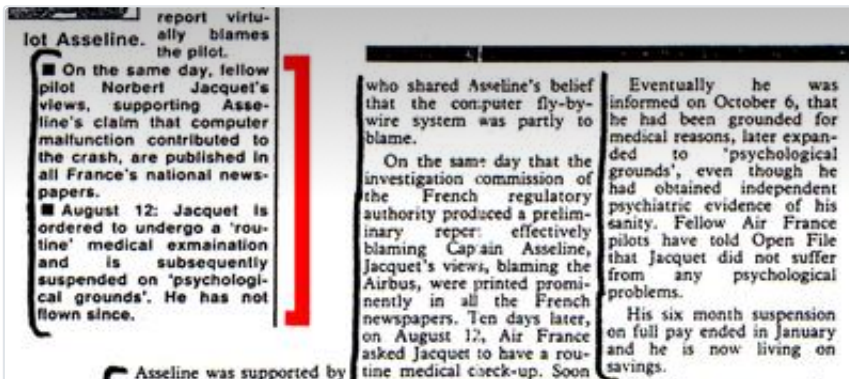 report virtu-
lot Asseline. ally blames
the pilot.
■ On the same day, fellow
pilot Norbert Jacquet's
views, supporting Asse-
line's claim that computer
malfunction contributed to
the crash, are published in
all France's national news-
papers.
■ August 12: Jacquet is
ordered to undergo a 'rou-
tine' medical exmaination
and is subsequently
suspended on 'psychologi-
cal grounds'. He has not
flown since.
Asseline was supported by
who shared Asseline's belief
that the computer fly-by-
wire system was partly to
blame.
On the same day that the
investigation commission of
the French regulatory
authority produced a prelim-
inary report effectively
blaming Captain Asseline,
Jacquet's views, blaming the
Airbus, were printed promi-
nently in all the French
newspapers. Ten days later,
on August 12, Air France
asked Jacquet to have a rou-
tine medical check-up. Soon
Eventually he was
informed on October 6, that
he had been grounded for
medical reasons, later expan-
ded to 'psychological
grounds', even though he
had obtained independent
psychiatric evidence of his
sanity. Fellow Air France
pilots have told Open File
that Jacquet did not suffer
from any psychological
problems.
His six month suspension
on full pay ended in January
and he is now living on
savings.